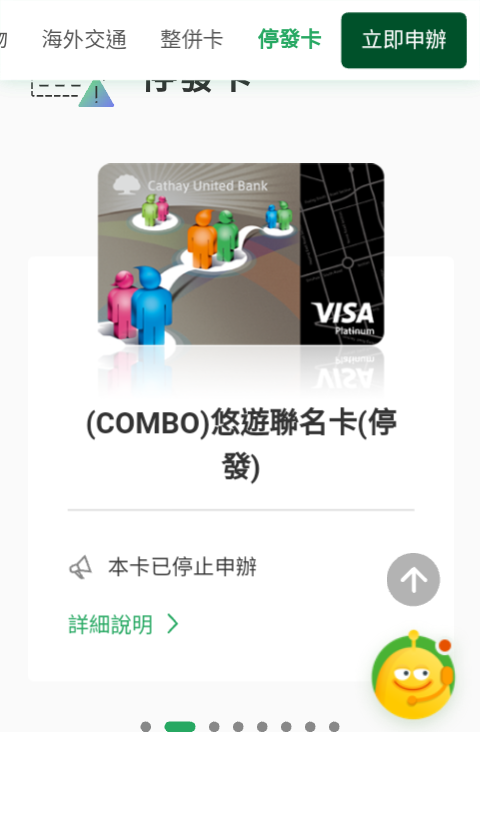 物
海外交通
整併卡
停發卡
立即申辦
停發卡
Cathay United Bank
VISA
Platinum
(COMBO)悠遊聯名卡(停
發)
本卡已停止申辦
詳細說明